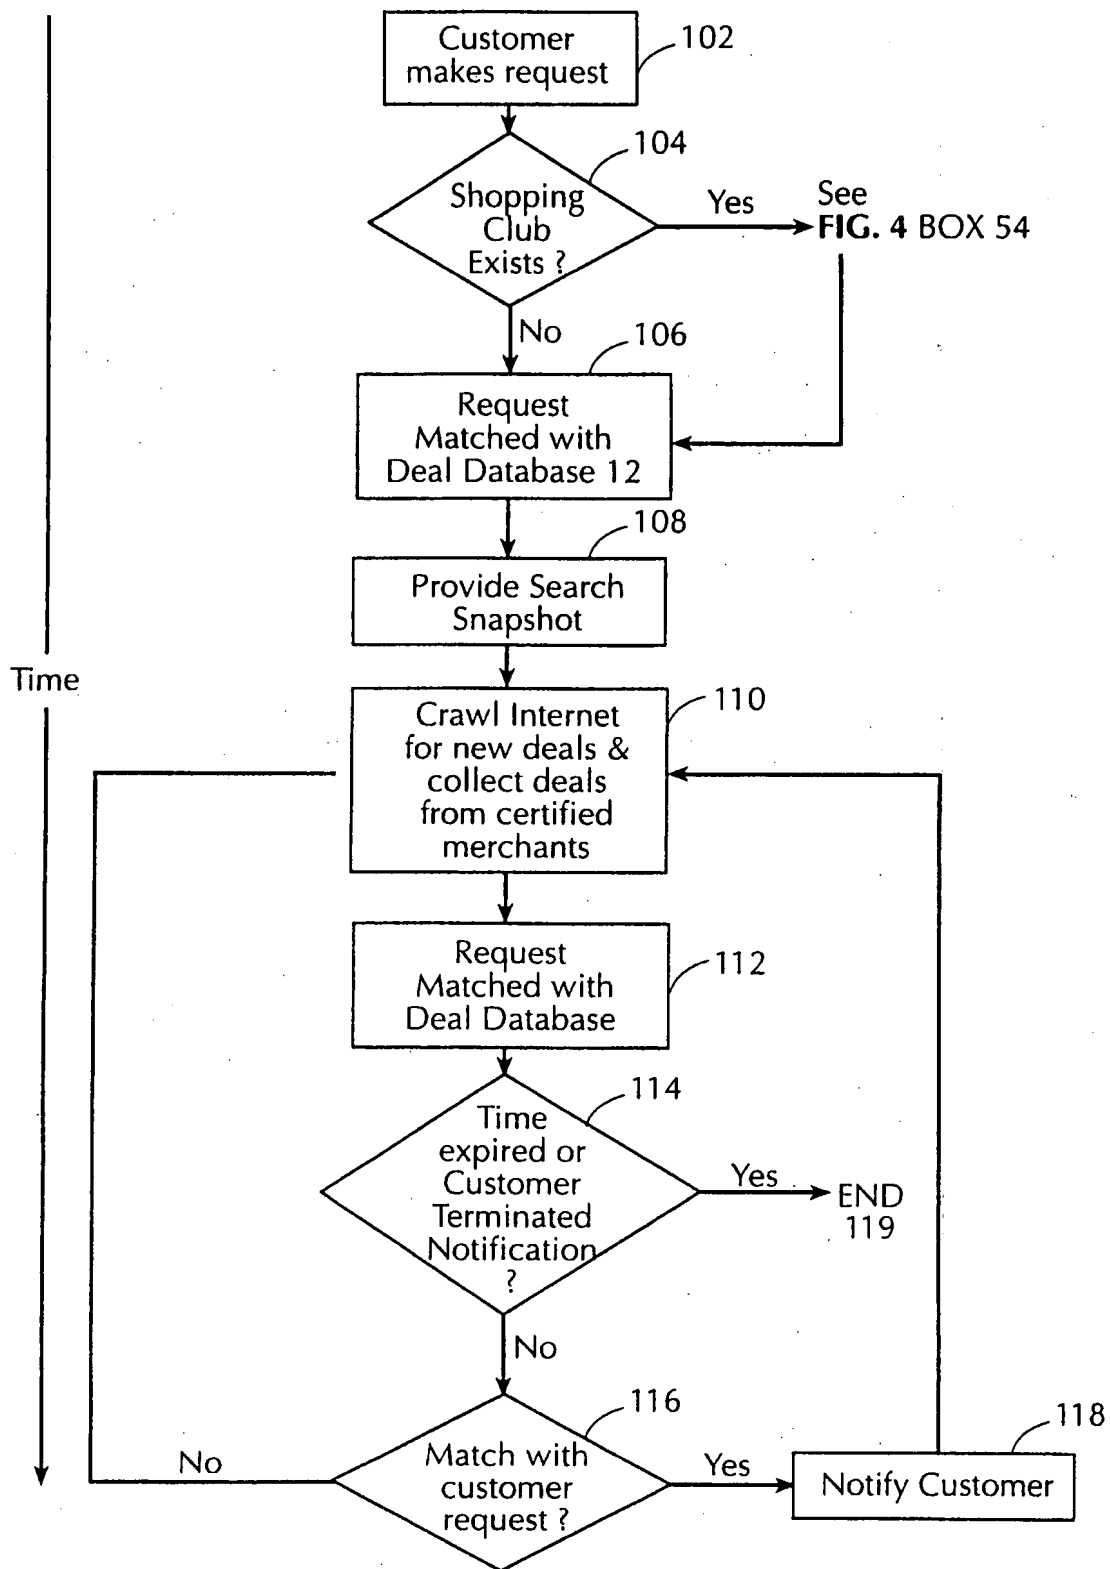 Customer
makes request
102
104
Shopping
Club
Exists ?
Yes
See
FIG. 4 BOX 54
No
106
Request
Matched with
Deal Database 12
108
Provide Search
Snapshot
Time
110
Crawl Internet
for new deals &
collect deals
from certified
merchants
Request
Matched with
Deal Database
112
114
Time
expired or
Customer
Terminated
Notification
?
Yes
END
119
No
116
Match with
customer
request ?
No
Yes
118
Notify Customer